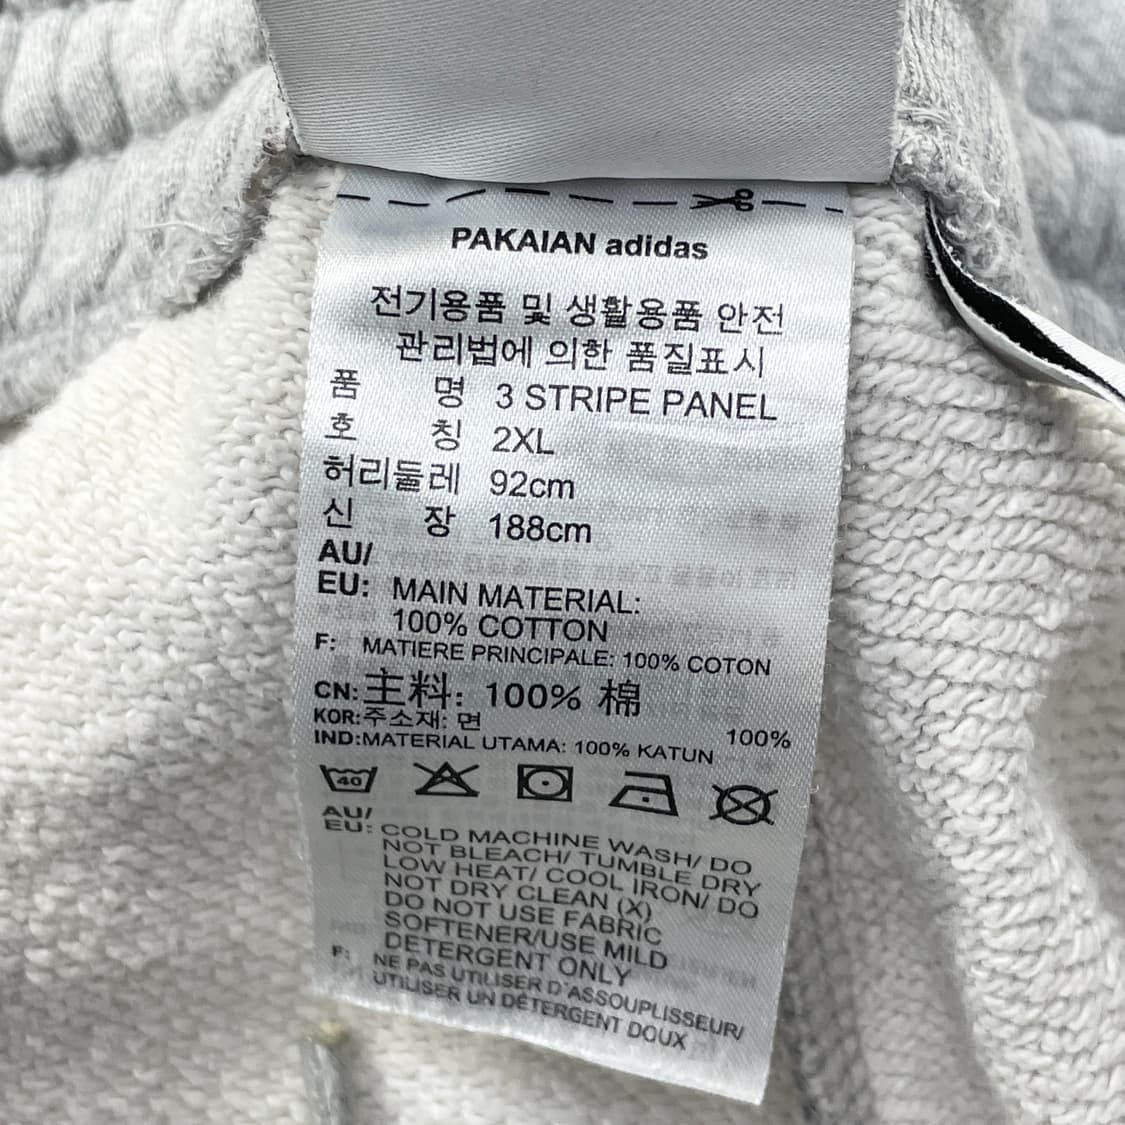 PAKAIAN adidas
전기용품 및 생활용품 안전
관리법에 의한 품질표시
품 명 3 STRIPE PANEL
호 칭 2XL
허리둘레 92cm
신 장 188cm
AU/
EU: MAIN MATERIAL:
100% COTTON
F: MATIERE PRINCIPALE: 100% COTON
CN:主料: 100% 棉
KOR:주소재: 면 100%
IND:MATERIAL UTAMA: 100% KATUN
40
AU/
EU: COLD MACHINE WASH/ DO
NOT BLEACH/ TUMBLE DRY
LOW HEAT/ COOL IRON/ DO
NOT DRY CLEAN (X)
DO NOT USE FABRIC
SOFTENER/USE MILD
DETERGENT ONLY
F: NE PAS UTILISER D'ASSOUPLISSEUR/
UTILISER UN DÉTERGENT DOUX